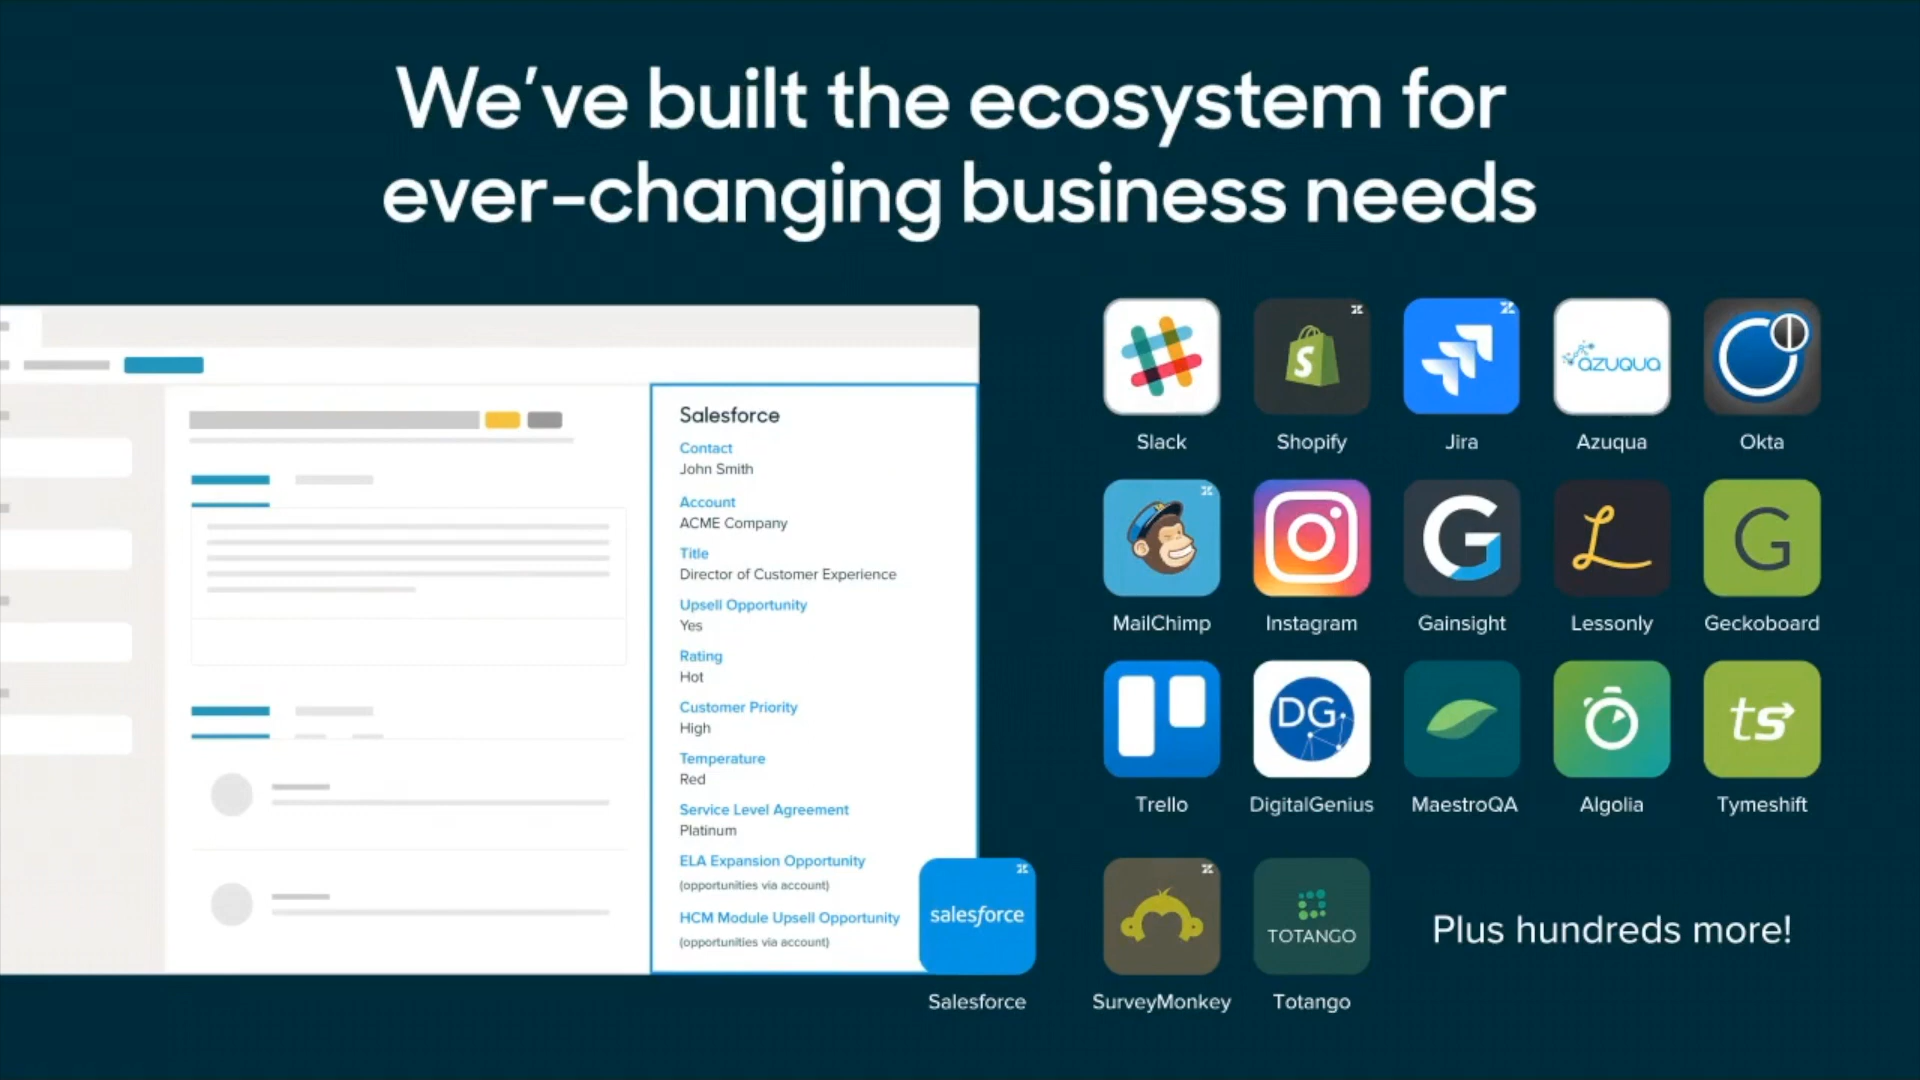 We've built the ecosystem for
ever-changing business needs
Salesforce
Contact
John Smith
Account
ACME Company
Title
Director of Customer Experience
Upsell Opportunity
Yes
Rating
Hot
Customer Priority
High
Temperature
Red
Service Level Agreement
Platinum
ELA Expansion Opportunity
(opportunities via account)
HCM Module Upsell Opportunity
(opportunities via account)
salesforce
Salesforce
S
AZUQUA
Slack
Shopify
Jira
Azuqua
Okta
G
L
G
MailChimp
Instagram
Gainsight
Lessonly
Geckoboard
DG
ts
Trello
DigitalGenius
MaestroQA
Algolia
Tymeshift
TOTANGO
SurveyMonkey
Totango
Plus hundreds more!